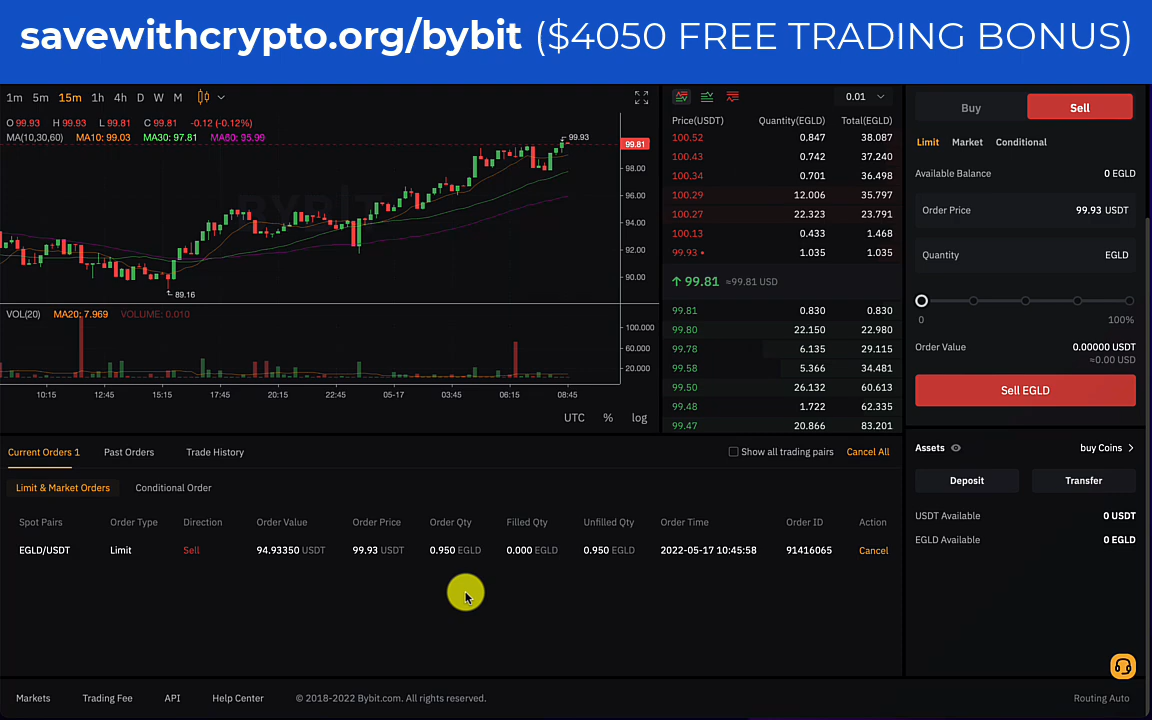 savewithcrypto.org/bybit ($4050 FREE TRADING BONUS)
1m 5m 15m 1h 4h D W M
O 99.93 H 99.93 L 99.81 C 99.81 -0.12 (-0.12%)
MA(10,30,60) MA10: 99.03 MA30: 97.81 MA60: 95.99
99.93
99.81
98.00
96.00
94.00
92.00
90.00
89.16
VOL(20) MA20: 7.969 VOLUME: 0.010
100.000
60.000
20.000
10:15 12:45 15:15 17:45 20:15 22:45 05-17 03:45 06:15 08:45
UTC % log
0.01
Price(USDT) Quantity(EGLD) Total(EGLD)
100.52 0.847 38.087
100.43 0.742 37.240
100.34 0.701 36.498
100.29 12.006 35.797
100.27 22.323 23.791
100.13 0.433 1.468
99.93 1.035 1.035
↑ 99.81 ≈99.81 USD
99.81 0.830 0.830
99.80 22.150 22.980
99.78 6.135 29.115
99.58 5.366 34.481
99.50 26.132 60.613
99.48 1.722 62.335
99.47 20.866 83.201
Buy Sell
Limit Market Conditional
Available Balance 0 EGLD
Order Price 99.93 USDT
Quantity EGLD
0 100%
Order Value 0.00000 USDT
≈0.00 USD
Sell EGLD
Assets buy Coins
Deposit Transfer
USDT Available 0 USDT
EGLD Available 0 EGLD
Current Orders 1 Past Orders Trade History Show all trading pairs Cancel All
Limit & Market Orders Conditional Order
Spot Pairs Order Type Direction Order Value Order Price Order Qty Filled Qty Unfilled Qty Order Time Order ID Action
EGLD/USDT Limit Sell 94.93350 USDT 99.93 USDT 0.950 EGLD 0.000 EGLD 0.950 EGLD 2022-05-17 10:45:58 91416065 Cancel
Markets Trading Fee API Help Center © 2018-2022 Bybit.com. All rights reserved. Routing Auto